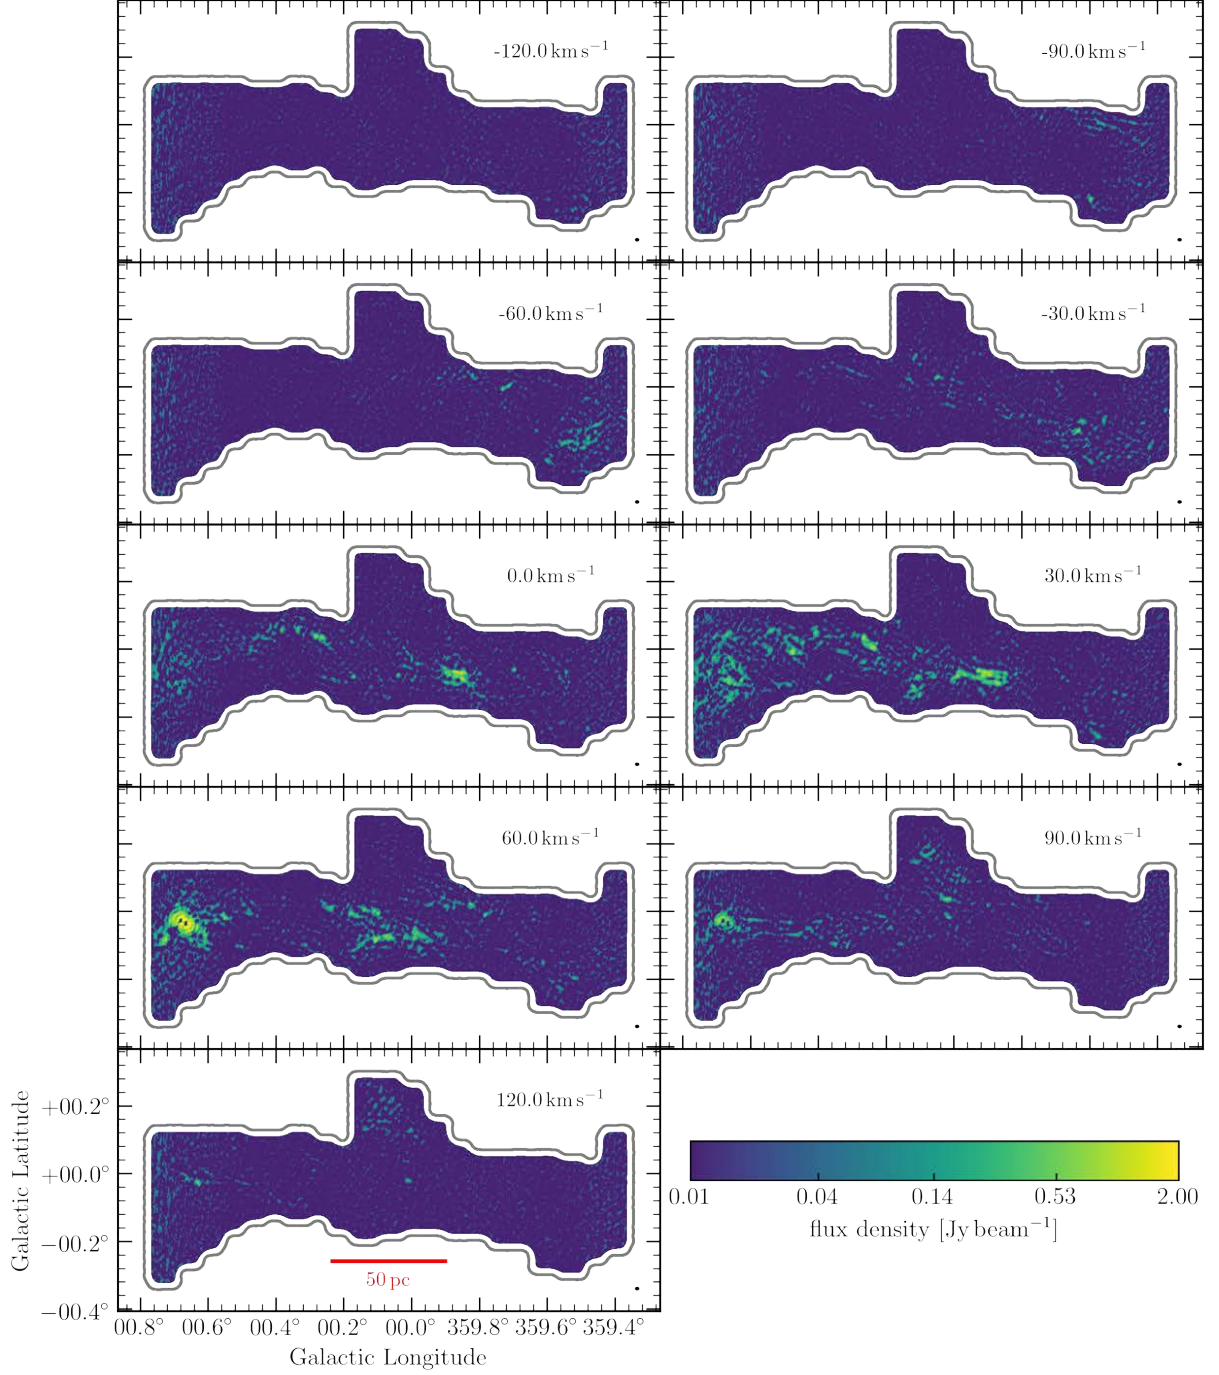 -120.0 km s⁻¹
-90.0 km s⁻¹
-60.0 km s⁻¹
-30.0 km s⁻¹
0.0 km s⁻¹
30.0 km s⁻¹
60.0 km s⁻¹
90.0 km s⁻¹
120.0 km s⁻¹
Galactic Latitude
+00.2°
+00.0°
−00.2°
−00.4°
50 pc
00.8° 00.6° 00.4° 00.2° 00.0° 359.8° 359.6° 359.4°
Galactic Longitude
0.01 0.04 0.14 0.53 2.00
flux density [Jy beam⁻¹]